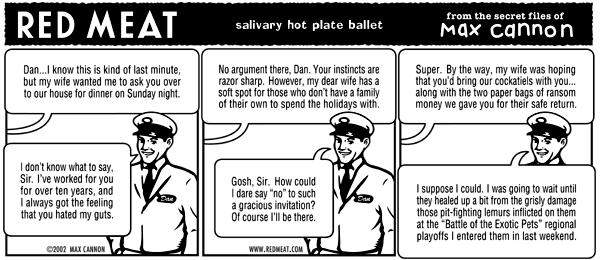 RED MEAT
salivary hot plate ballet
from the secret files of
Max cannon
Dan...I know this is kind of last minute,
but my wife wanted me to ask you over
to our house for dinner on Sunday night.
I don't know what to say,
Sir. I've worked for you
for over ten years, and
I always got the feeling
that you hated my guts.
Dan
©2002 MAX CANNON
No argument there, Dan. Your instincts are
razor sharp. However, my dear wife has a
soft spot for those who don't have a family
of their own to spend the holidays with.
Gosh, Sir. How could
I dare say "no" to such
a gracious invitation?
Of course I'll be there.
Dan
WWW.REDMEAT.COM
Super. By the way, my wife was hoping
that you'd bring our cockatiels with you...
along with the two paper bags of ransom
money we gave you for their safe return.
I suppose I could. I was going to wait until
they healed up a bit from the grisly damage
those pit-fighting lemurs inflicted on them
at the "Battle of the Exotic Pets" regional
playoffs I entered them in last weekend.